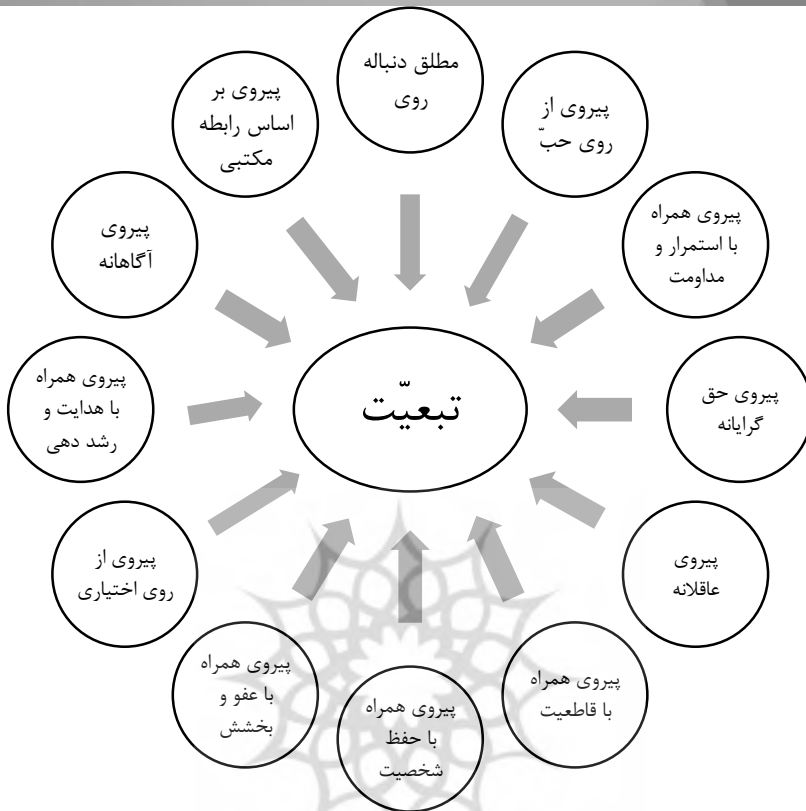 مطلق دنباله
روی
پیروی از
روی حبّ
پیروی همراه
با استمرار و
مداومت
پیروی حق
گرایانه
پیروی
عاقلانه
پیروی همراه
با قاطعیت
پیروی همراه
با حفظ
شخصیت
پیروی همراه
با عفو و
بخشش
پیروی از
روی اختیاری
پیروی همراه
با هدایت و
رشد دهی
پیروی
آگاهانه
پیروی بر
اساس رابطه
مکتبی
تبعیّت